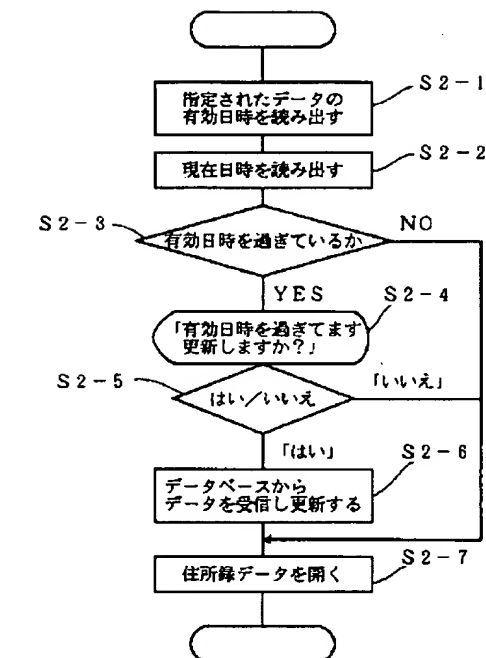 S2-1
指定されたデータの
有効日時を読み出す
S2-2
現在日時を読み出す
S2-3
有効日時を過ぎているか
NO
YES
S2-4
「有効日時を過ぎてます
更新しますか?」
S2-5
はい/いいえ
「いいえ」
「はい」
S2-6
データベースから
データを受信し更新する
S2-7
住所録データを開く